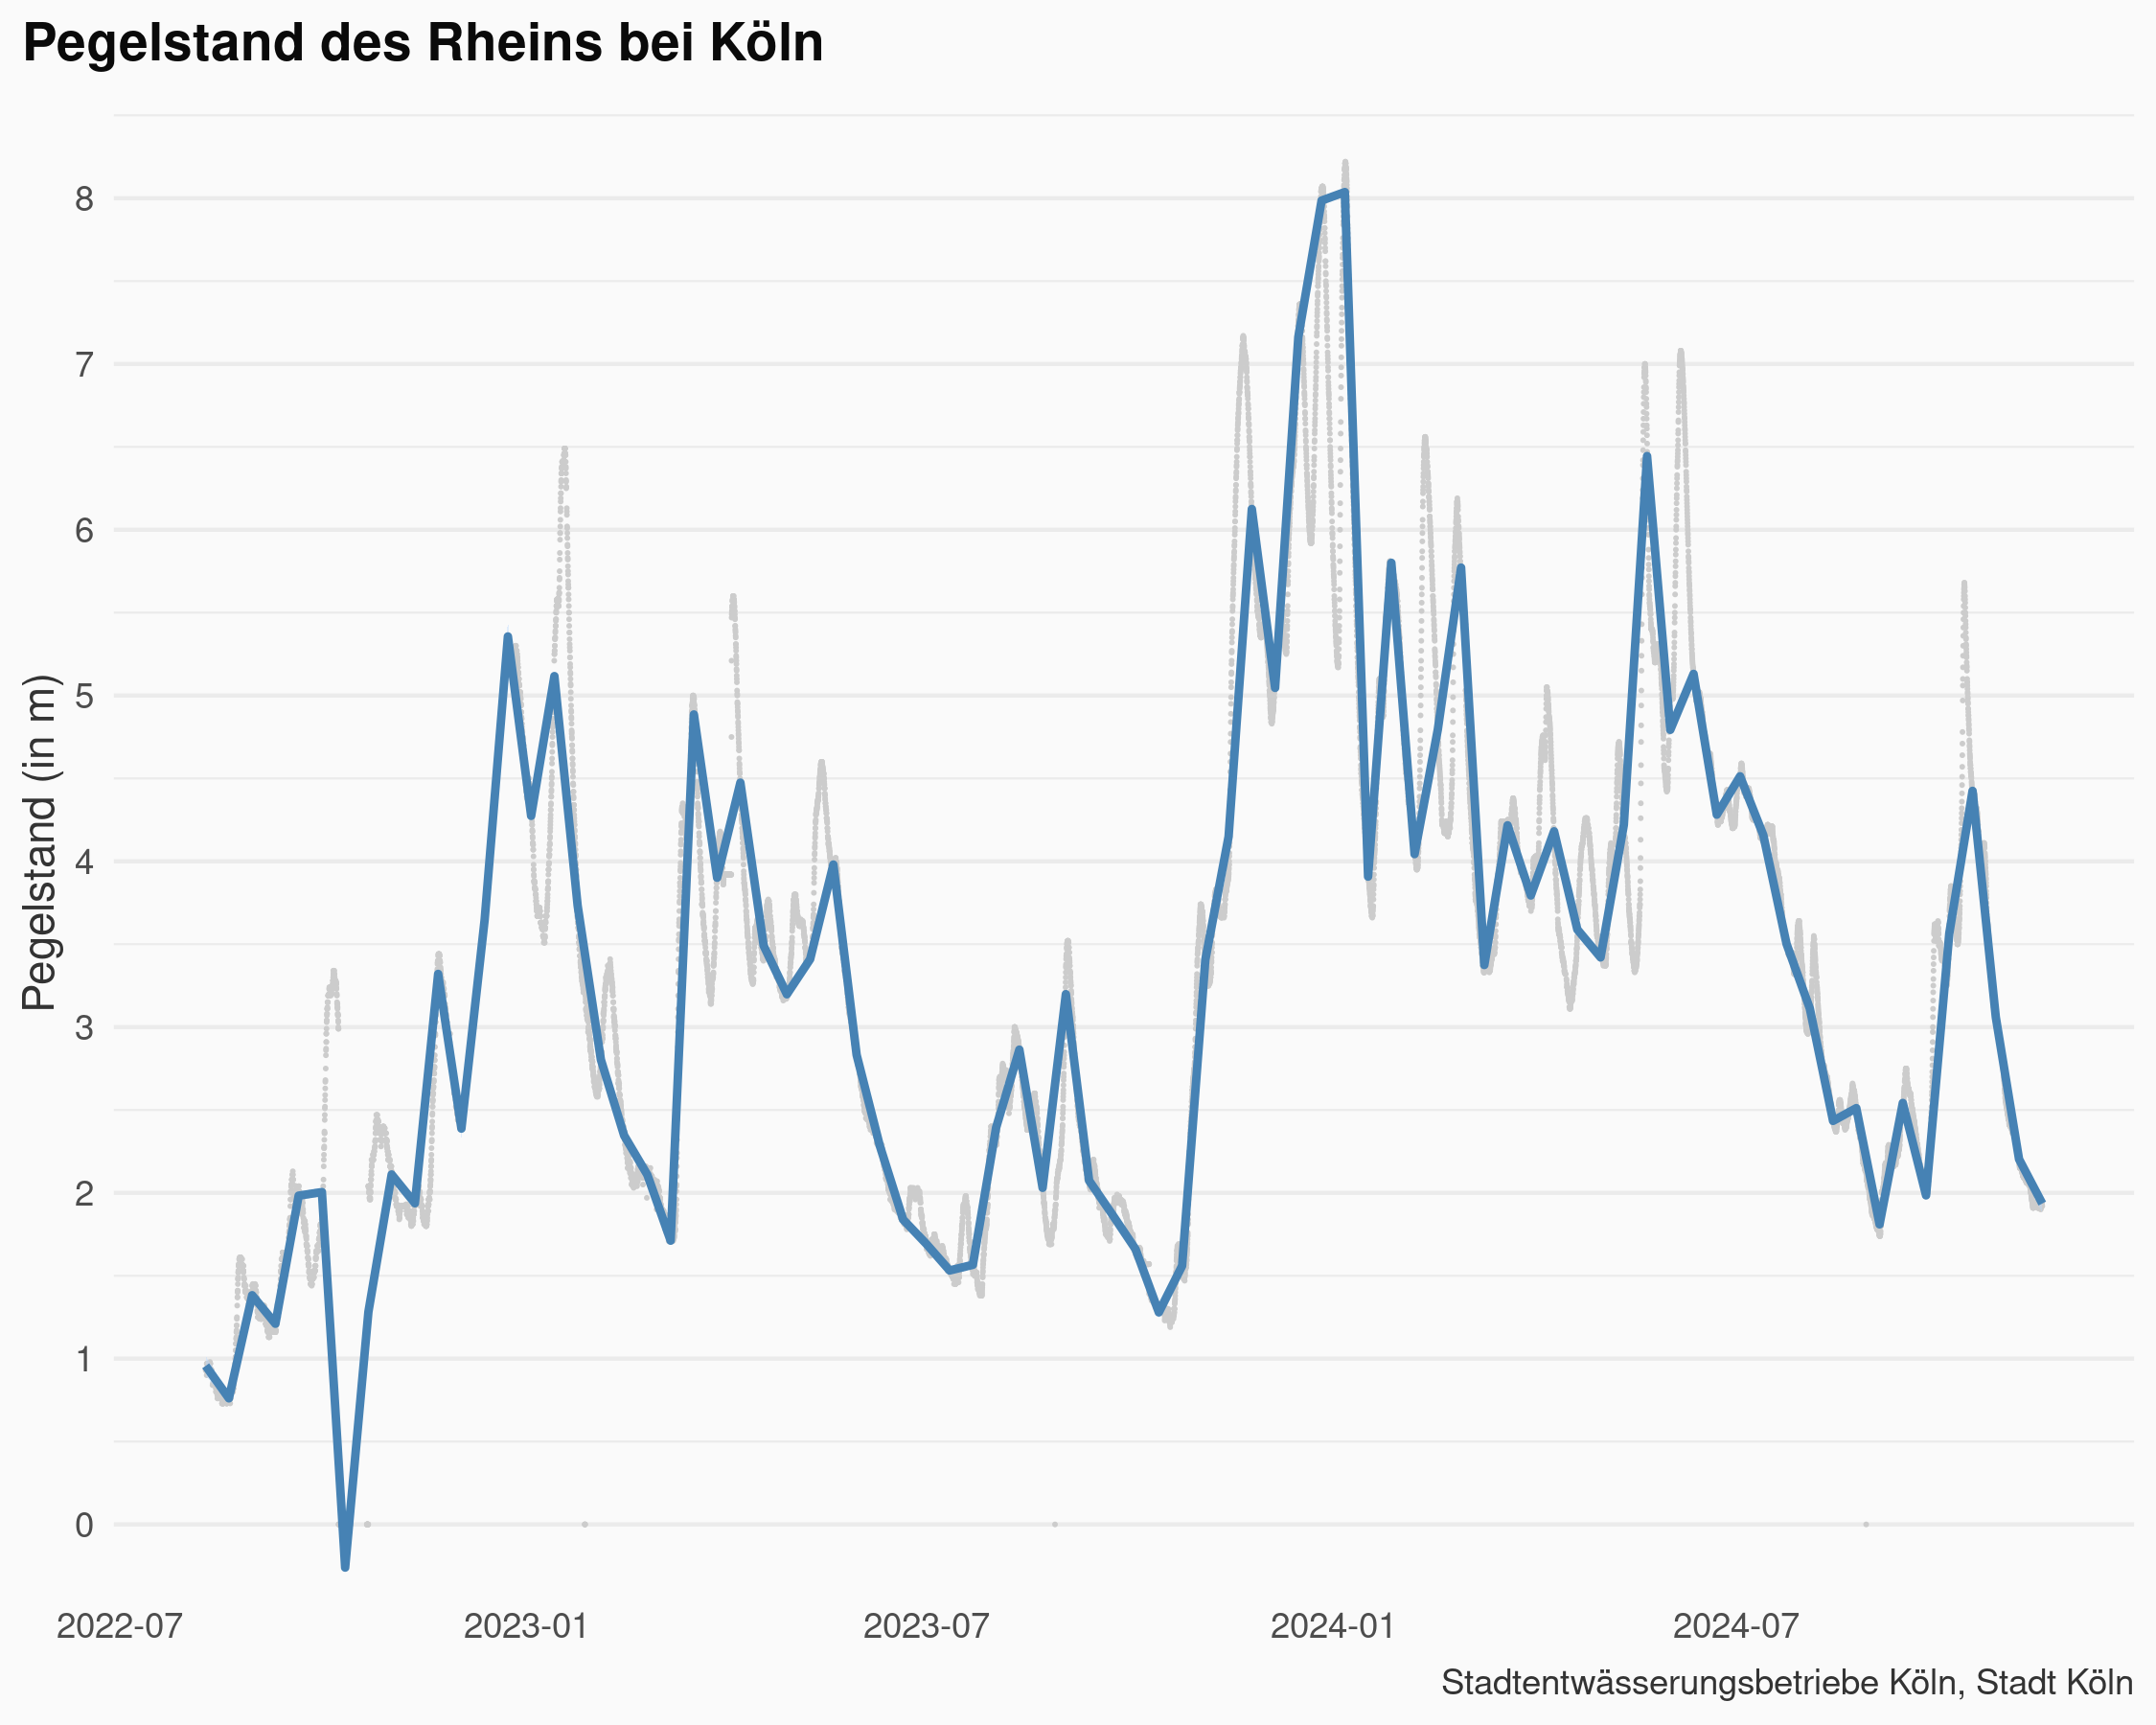 Pegelstand des Rheins bei Köln
Pegelstand (in m)
8
7
6
5
4
3
2
1
0
2022-07 2023-01 2023-07 2024-01 2024-07
Stadtentwässerungsbetriebe Köln, Stadt Köln